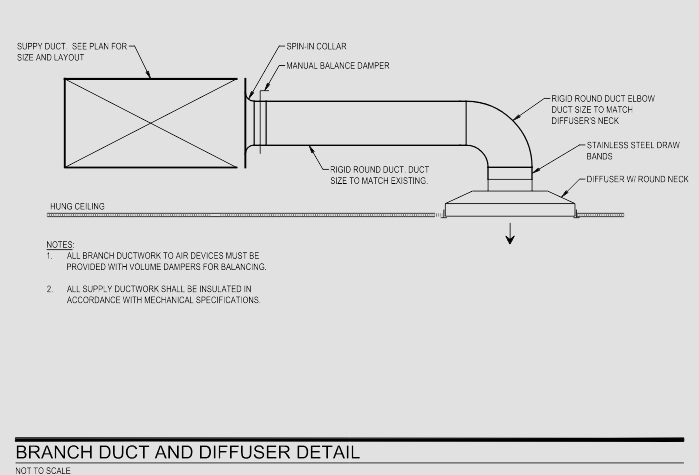 SUPPY DUCT. SEE PLAN FOR
SIZE AND LAYOUT
SPIN-IN COLLAR
MANUAL BALANCE DAMPER
RIGID ROUND DUCT ELBOW
DUCT SIZE TO MATCH
DIFFUSER'S NECK
STAINLESS STEEL DRAW
BANDS
RIGID ROUND DUCT. DUCT
SIZE TO MATCH EXISTING.
DIFFUSER W/ ROUND NECK
HUNG CEILING
NOTES:
1. ALL BRANCH DUCTWORK TO AIR DEVICES MUST BE
PROVIDED WITH VOLUME DAMPERS FOR BALANCING.
2. ALL SUPPLY DUCTWORK SHALL BE INSULATED IN
ACCORDANCE WITH MECHANICAL SPECIFICATIONS.
BRANCH DUCT AND DIFFUSER DETAIL
NOT TO SCALE